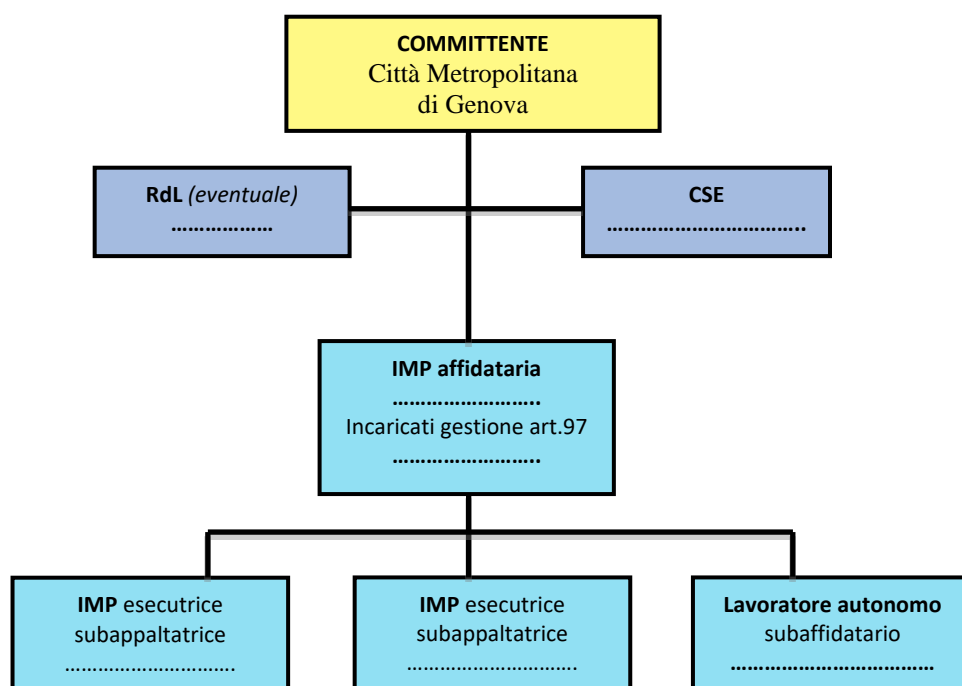 COMMITTENTE
Città Metropolitana
di Genova
RdL (eventuale)
………………
CSE
……………………………..
IMP affidataria
……………………..
Incaricati gestione art.97
……………………..
IMP esecutrice
subappaltatrice
……………………….
IMP esecutrice
subappaltatrice
……………………….
Lavoratore autonomo
subaffidatario
………………………………